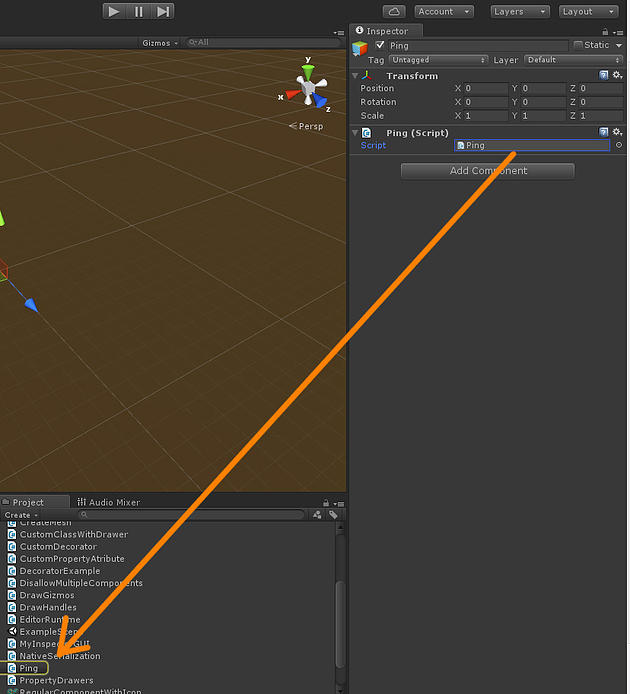 Account
Layers
Layout
Gizmos
All
y
x
z
Persp
Inspector
Ping
Static
Tag
Untagged
Layer
Default
Transform
Position
X 0
Y 0
Z 0
Rotation
X 0
Y 0
Z 0
Scale
X 1
Y 1
Z 1
Ping (Script)
Script
Ping
Add Component
Project
Audio Mixer
Create
CreateMesh
CustomClassWithDrawer
CustomDecorator
CustomPropertyAtribute
DecoratorExample
DisallowMultipleComponents
DrawGizmos
DrawHandles
EditorRuntime
ExampleScene
MyInspectorGUI
NativeSerialization
Ping
PropertyDrawers
RegularComponentWithIcon